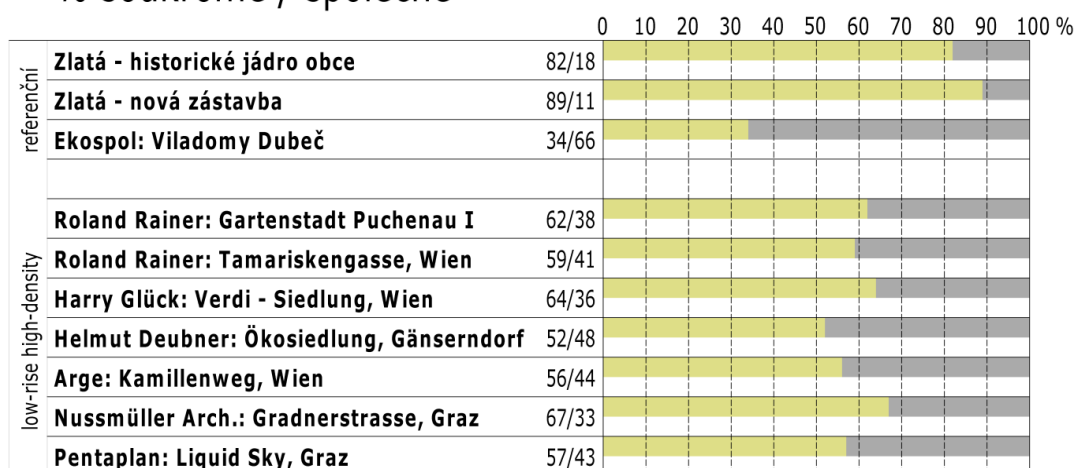 % soukromé / společné
0 10 20 30 40 50 60 70 80 90 100 %
referenční
Zlatá - historické jádro obce 82/18
Zlatá - nová zástavba 89/11
Ekospol: Viladomy Dubeč 34/66
low-rise high-density
Roland Rainer: Gartenstadt Puchenau I 62/38
Roland Rainer: Tamariskengasse, Wien 59/41
Harry Glück: Verdi - Siedlung, Wien 64/36
Helmut Deubner: Ökosiedlung, Gänserndorf 52/48
Arge: Kamillenweg, Wien 56/44
Nussmüller Arch.: Gradnerstrasse, Graz 67/33
Pentaplan: Liquid Sky, Graz 57/43